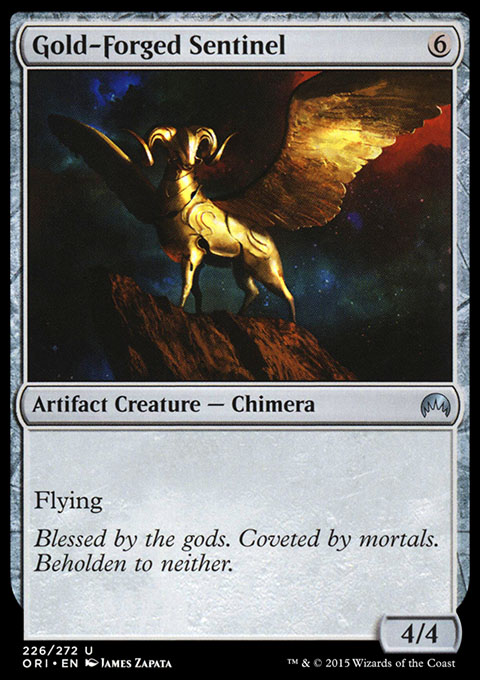 Gold-Forged Sentinel 6
Artifact Creature — Chimera
Flying
Blessed by the gods. Coveted by mortals.
Beholden to neither.
4/4
226/272 U
ORI • EN James Zapata
™ & © 2015 Wizards of the Coast